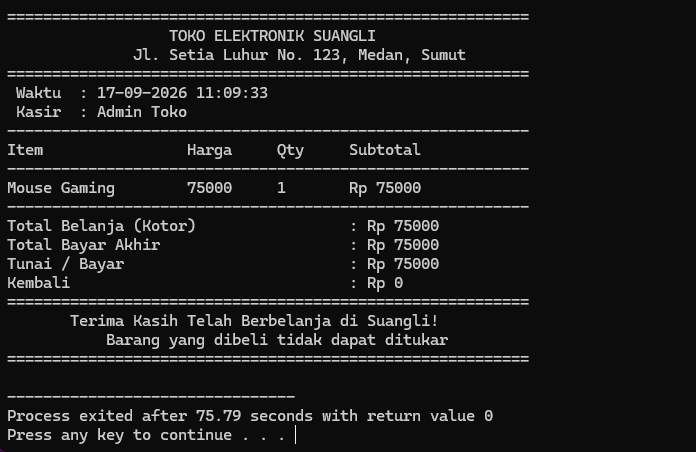 ==========================================================
TOKO ELEKTRONIK SUANGLI
Jl. Setia Luhur No. 123, Medan, Sumut
==========================================================
Waktu  : 17-09-2026 11:09:33
Kasir  : Admin Toko
----------------------------------------------------------
Item                Harga     Qty     Subtotal
----------------------------------------------------------
Mouse Gaming        75000     1       Rp 75000
----------------------------------------------------------
Total Belanja (Kotor)                 : Rp 75000
Total Bayar Akhir                     : Rp 75000
Tunai / Bayar                         : Rp 75000
Kembali                               : Rp 0
==========================================================
Terima Kasih Telah Berbelanja di Suangli!
Barang yang dibeli tidak dapat ditukar
==========================================================
--------------------------------
Process exited after 75.79 seconds with return value 0
Press any key to continue . . .